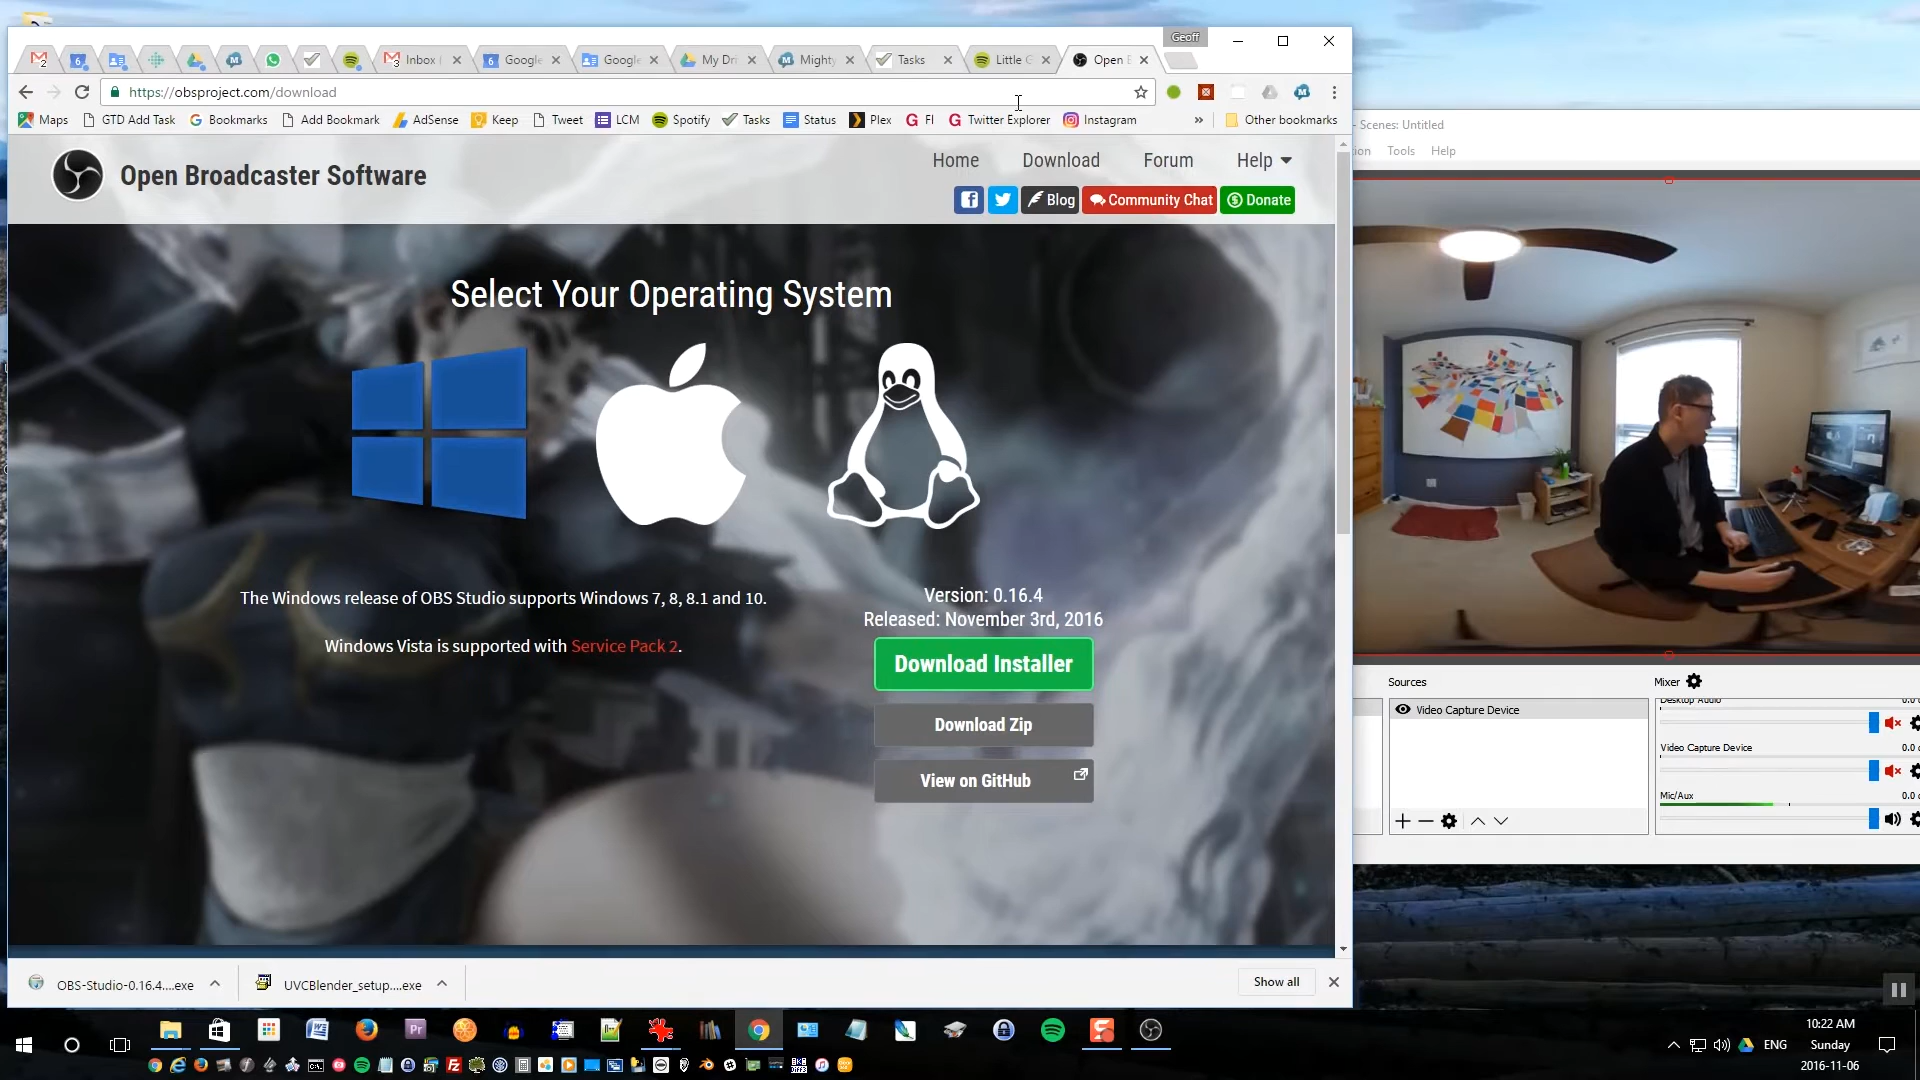 Geoff
Inbox
Google
Google
My Dri
Mighty
Tasks
Little G
Open B
https://obsproject.com/download
Maps
GTD Add Task
Bookmarks
Add Bookmark
AdSense
Keep
Tweet
LCM
Spotify
Tasks
Status
Plex
FI
Twitter Explorer
Instagram
»
Other bookmarks
Open Broadcaster Software
Home
Download
Forum
Help
Blog
Community Chat
Donate
Select Your Operating System
The Windows release of OBS Studio supports Windows 7, 8, 8.1 and 10.
Windows Vista is supported with Service Pack 2.
Version: 0.16.4
Released: November 3rd, 2016
Download Installer
Download Zip
View on GitHub
- Scenes: Untitled
Tools
Help
Sources
Video Capture Device
Mixer
Desktop Audio
Video Capture Device
0.0
Mic/Aux
0.0
OBS-Studio-0.16.4....exe
UVCBlender_setup....exe
Show all
ENG
10:22 AM
Sunday
2016-11-06